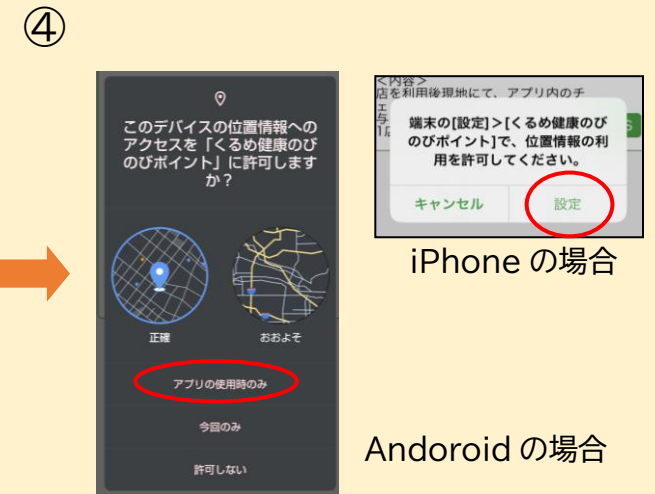 ④
このデバイスの位置情報への
アクセスを「くるめ健康のび
のびポイント」に許可します
か？
正確
おおよそ
アプリの使用時のみ
今回のみ
許可しない
<内容>
店を利用後現地にて、アプリ内のチ
端末の[設定]>[くるめ健康のび
のびポイント]で、位置情報の利
用を許可してください。
キャンセル
設定
iPhone の場合
Andoroid の場合